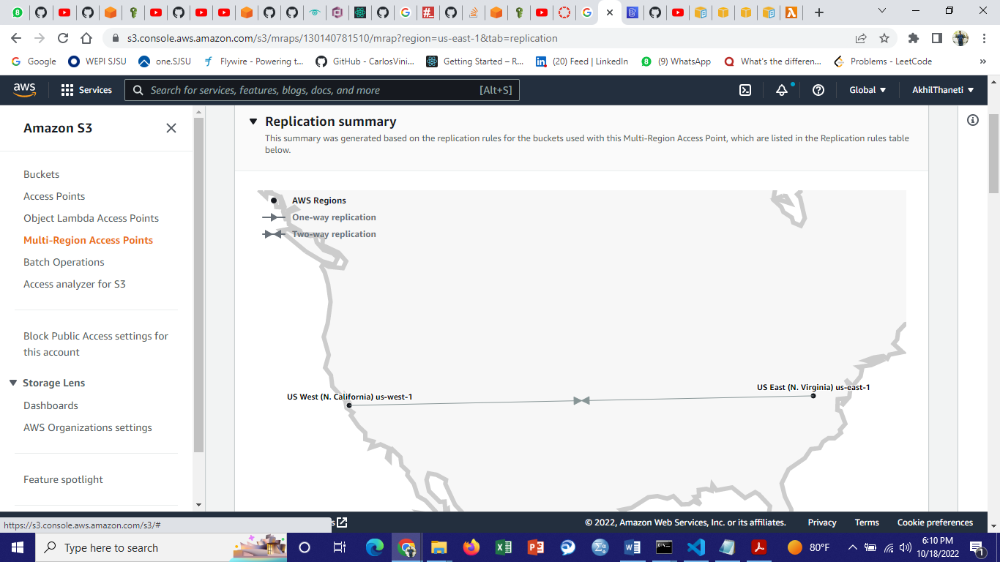 s3.console.aws.amazon.com/s3/mraps/130140781510/mrap?region=us-east-1&tab=replication
Google
WEPI SJSU
one.SJSU
Flywire - Powering t...
GitHub - CarlosVini...
Getting Started – R...
(20) Feed | LinkedIn
(9) WhatsApp
What's the differen...
Problems - LeetCode
»
aws
Services
Search for services, features, blogs, docs, and more
[Alt+S]
Global
AkhilThaneti
Amazon S3
Buckets
Access Points
Object Lambda Access Points
Multi-Region Access Points
Batch Operations
Access analyzer for S3
Block Public Access settings for
this account
Storage Lens
Dashboards
AWS Organizations settings
Feature spotlight
Replication summary
This summary was generated based on the replication rules for the buckets used with this Multi-Region Access Point, which are listed in the Replication rules table
below.
AWS Regions
One-way replication
Two-way replication
US West (N. California) us-west-1
US East (N. Virginia) us-east-1
https://s3.console.aws.amazon.com/s3/#
© 2022, Amazon Web Services, Inc. or its affiliates.
Privacy
Terms
Cookie preferences
Type here to search
80°F
6:10 PM
10/18/2022
1